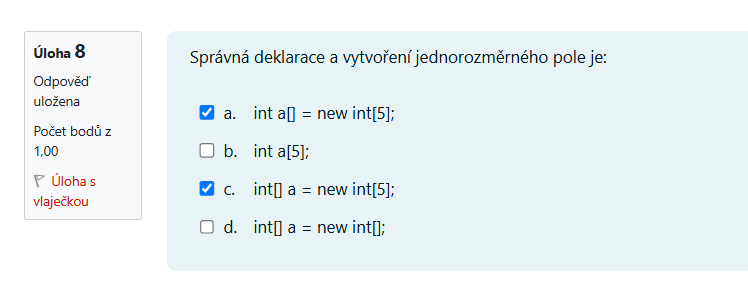 Úloha 8
Odpověď
uložena
Počet bodů z
1,00
Úloha s
vlaječkou
Správná deklarace a vytvoření jednorozměrného pole je:
a. int a[] = new int[5];
b. int a[5];
c. int[] a = new int[5];
d. int[] a = new int[];